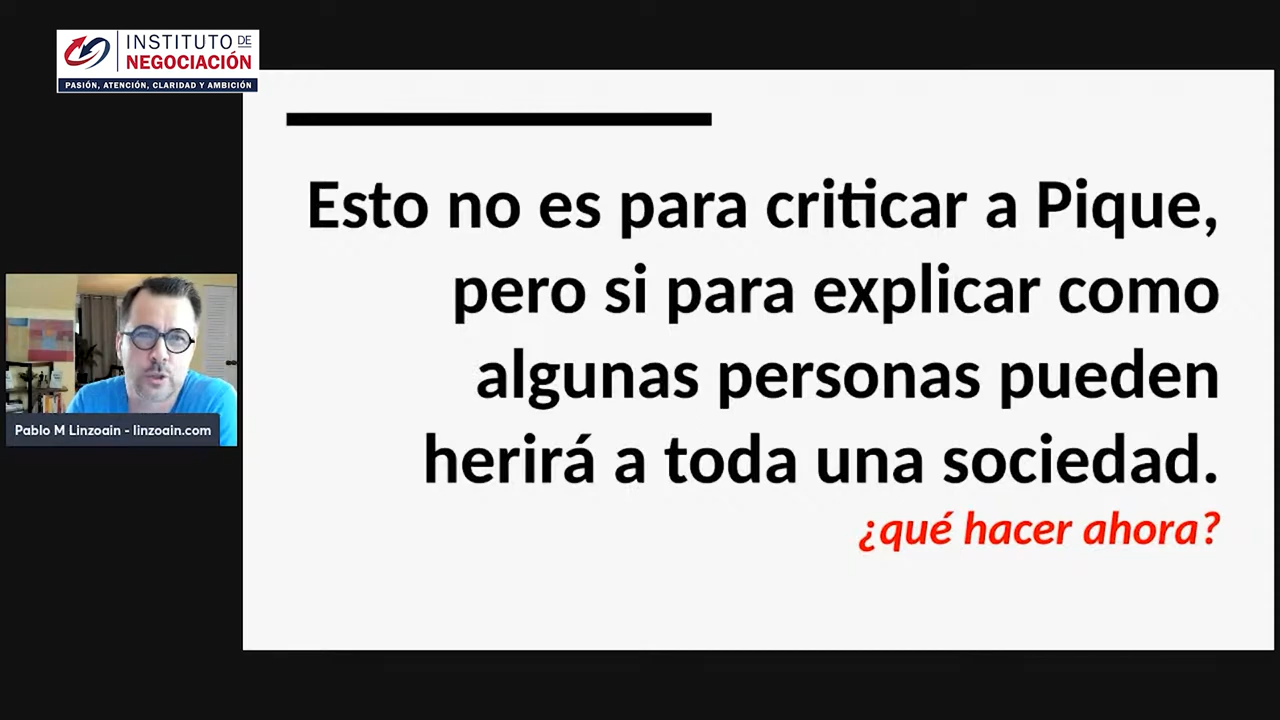 INSTITUTO DE
NEGOCIACIÓN
PASIÓN, ATENCIÓN, CLARIDAD Y AMBICIÓN
Esto no es para criticar a Pique,
pero si para explicar como
algunas personas pueden
herirá a toda una sociedad.
¿qué hacer ahora?
Pablo M Linzoain - linzoain.com